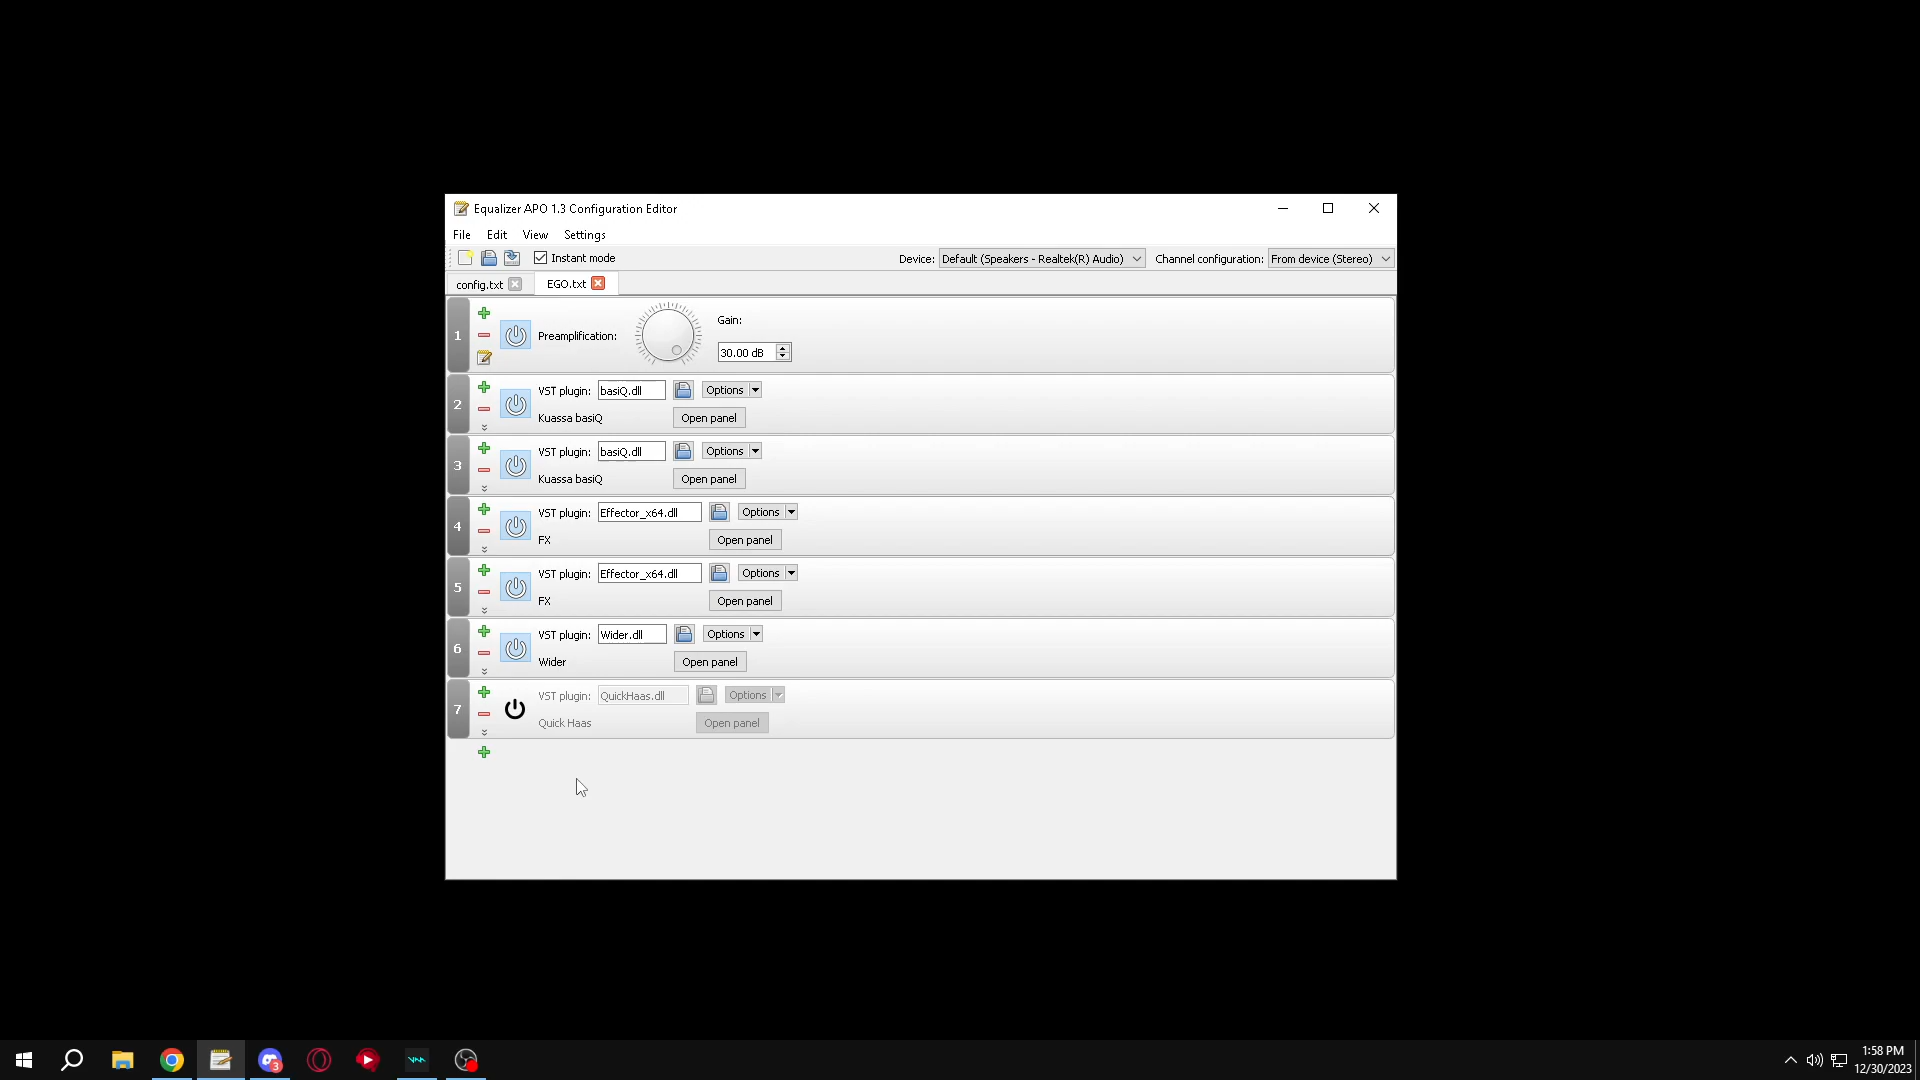 Equalizer APO 1.3 Configuration Editor
File Edit View Settings
Instant mode Device: Default (Speakers - Realtek(R) Audio) Channel configuration: From device (Stereo)
config.txt EGO.txt
1 Preamplification: Gain:
30.00 dB
2 VST plugin: basiQ.dll Options
Kuassa basiQ Open panel
3 VST plugin: basiQ.dll Options
Kuassa basiQ Open panel
4 VST plugin: Effector_x64.dll Options
FX Open panel
5 VST plugin: Effector_x64.dll Options
FX Open panel
6 VST plugin: Wider.dll Options
Wider Open panel
7 VST plugin: QuickHaas.dll Options
Quick Haas Open panel
3
1:58 PM
12/30/2023